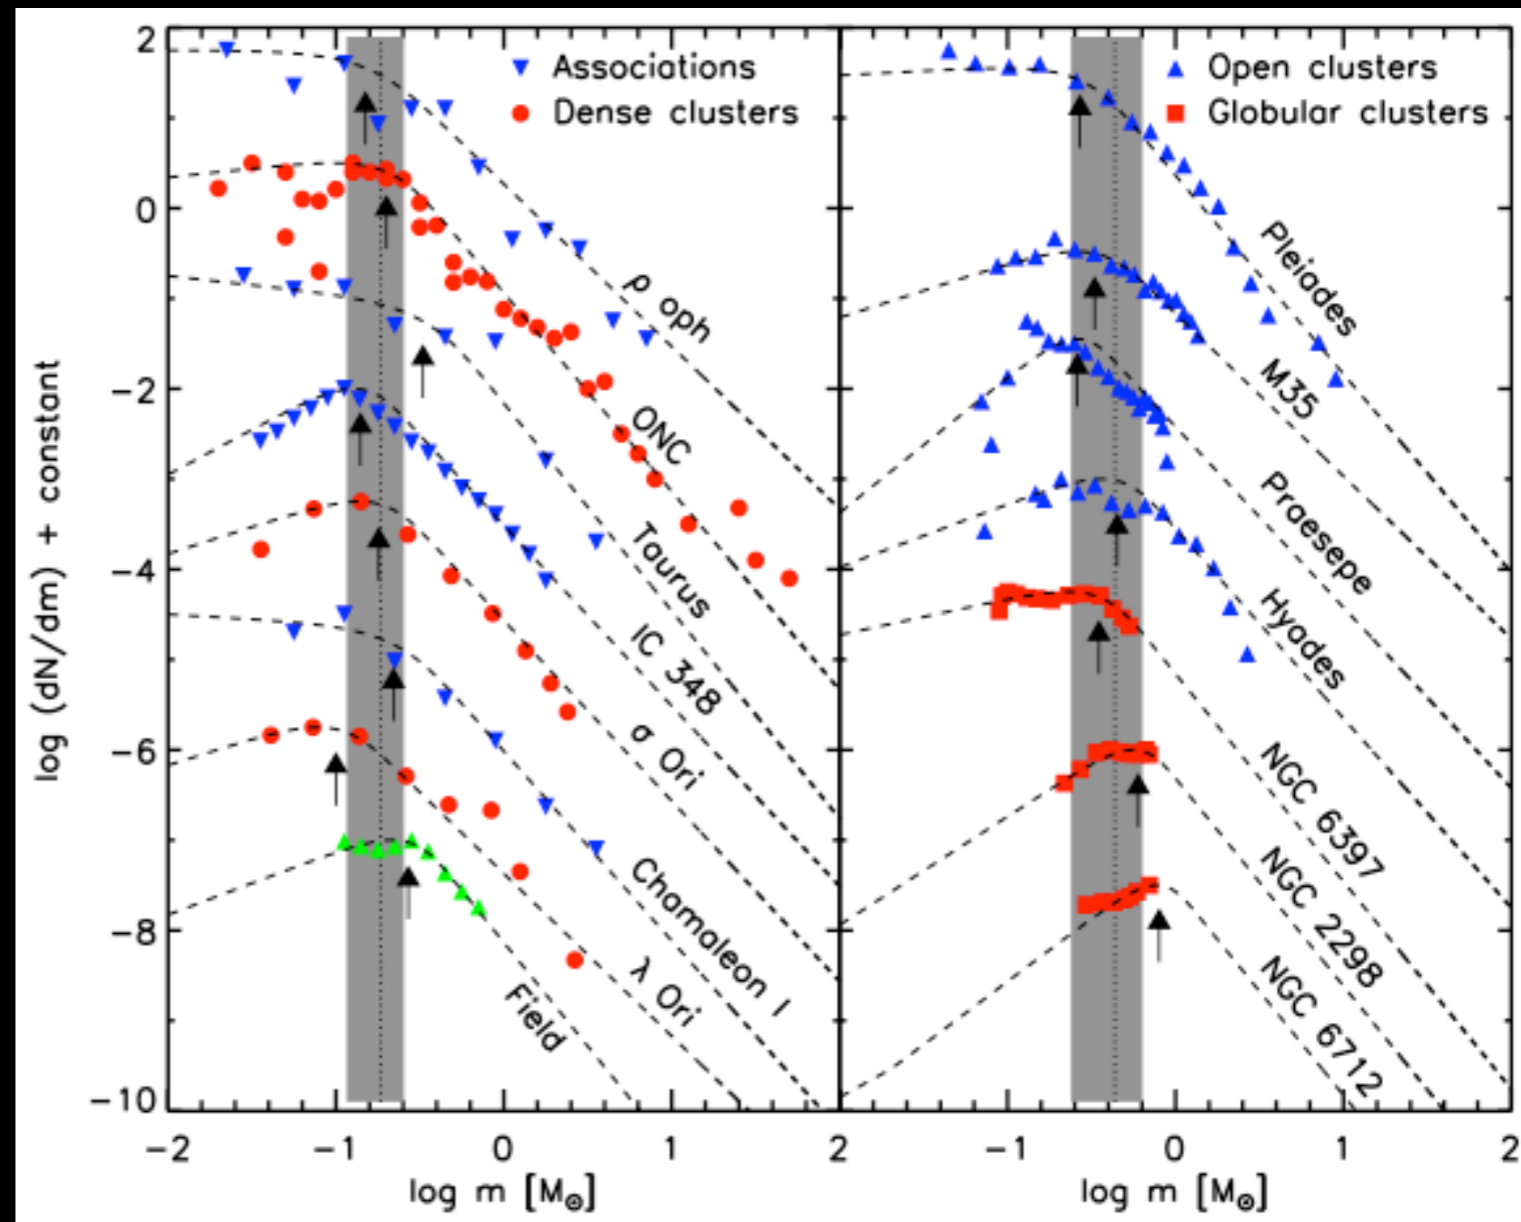 log (dN/dm) + constant
2
0
−2
−4
−6
−8
−10
Associations
Dense clusters
ρ oph
ONC
Taurus
IC 348
σ Ori
Chamaleon I
λ Ori
Field
−2
−1
0
1
2
log m [M⊙]
Open clusters
Globular clusters
Pleiades
M35
Praesepe
Hyades
NGC 6397
NGC 2298
NGC 6712
−1
0
1
2
log m [M⊙]